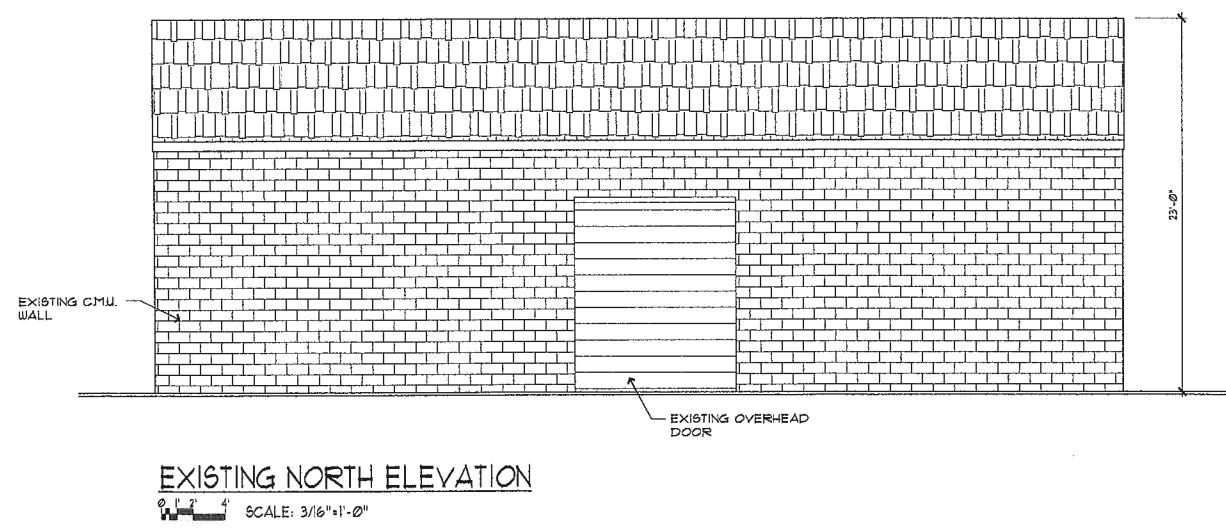 23'-0"
EXISTING C.M.U.
WALL
EXISTING OVERHEAD
DOOR
EXISTING NORTH ELEVATION
0 1' 2' 4'
SCALE: 3/16"=1'-0"